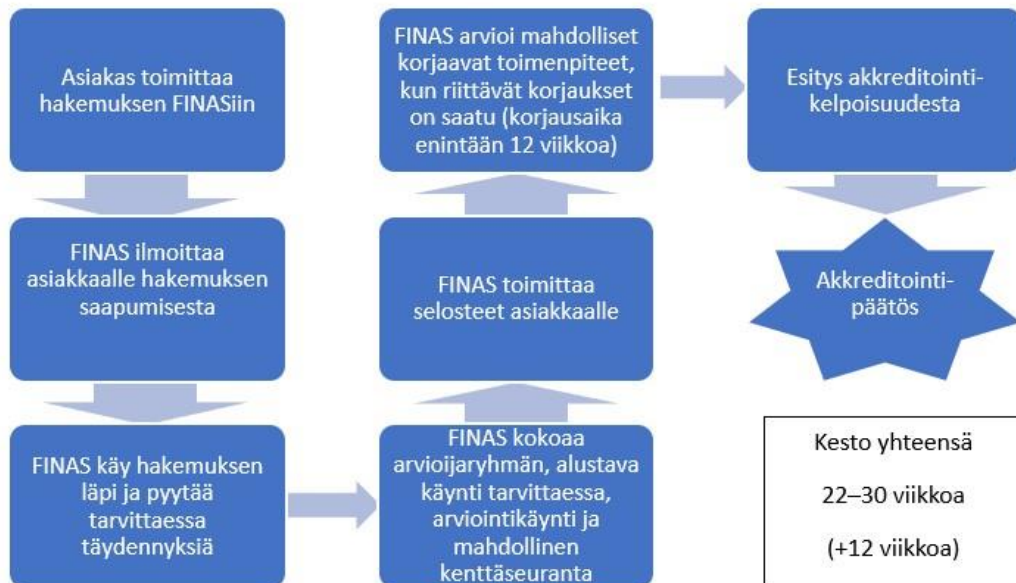 Asiakas toimittaa
hakemuksen FINASiin
FINAS ilmoittaa
asiakkaalle hakemuksen
saapumisesta
FINAS käy hakemuksen
läpi ja pyytää
tarvittaessa
täydennyksiä
FINAS kokoaa
arvioijaryhmän, alustava
käynti tarvittaessa,
arviointikäynti ja
mahdollinen
kenttäseuranta
FINAS toimittaa
selosteet asiakkaalle
FINAS arvioi mahdolliset
korjaavat toimenpiteet,
kun riittävät korjaukset
on saatu (korjausaika
enintään 12 viikkoa)
Esitys akkreditointi-
kelpoisuudesta
Akkreditointi-
päätös
Kesto yhteensä
22–30 viikkoa
(+12 viikkoa)